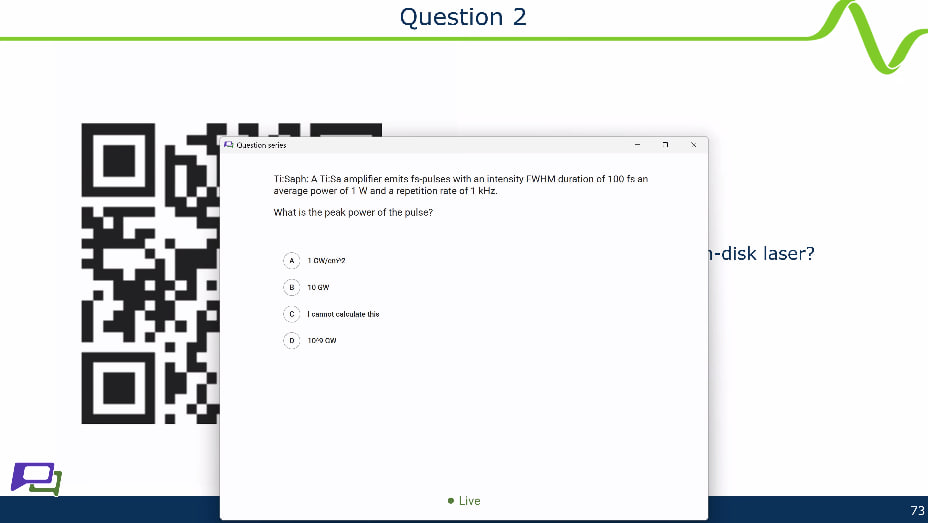 Question 2
Question series
Ti:Saph: A Ti:Sa amplifier emits fs-pulses with an intensity FWHM duration of 100 fs an
average power of 1 W and a repetition rate of 1 kHz.
What is the peak power of the pulse?
-disk laser?
A 1 GW/cm^2
B 10 GW
C I cannot calculate this
D 10^9 GW
Live
73